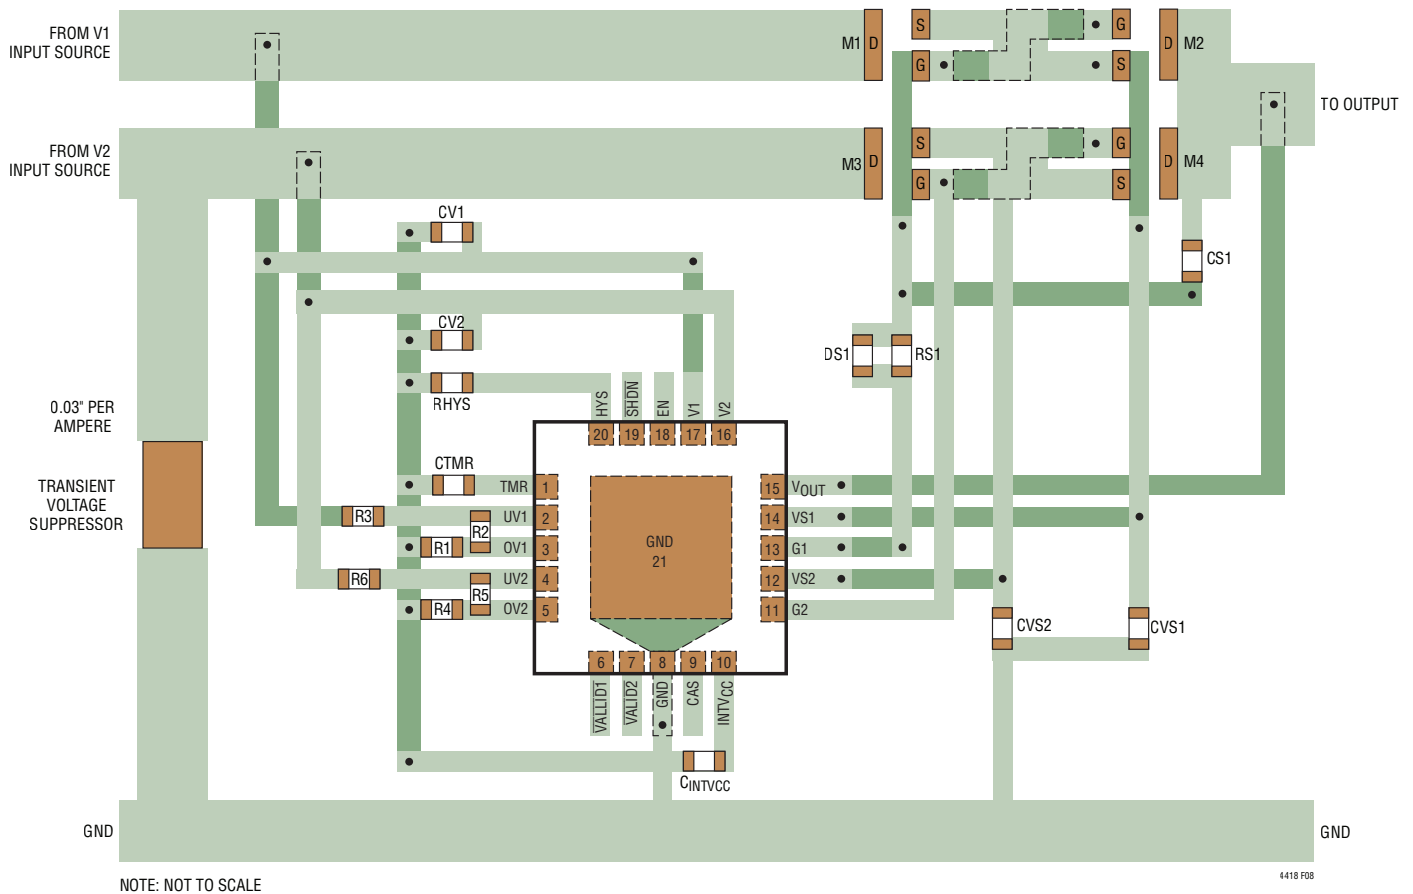 FROM V1
INPUT SOURCE
M1
D
S
G
G
S
D
M2
TO OUTPUT
FROM V2
INPUT SOURCE
M3
D
S
G
G
S
D
M4
CV1
CS1
CV2
DS1
RS1
RHYS
0.03" PER
AMPERE
HYS
SHDN
EN
V1
V2
20
19
18
17
16
TRANSIENT
VOLTAGE
SUPPRESSOR
CTMR
TMR
1
15
VOUT
R3
UV1
2
14
VS1
R2
R1
OV1
3
13
G1
GND
21
R6
UV2
4
12
VS2
R5
R4
OV2
5
11
G2
CVS2
CVS1
6
7
8
9
10
VALLID1
VALID2
GND
CAS
INTVCC
CINTVCC
GND
GND
NOTE: NOT TO SCALE
4418 F08